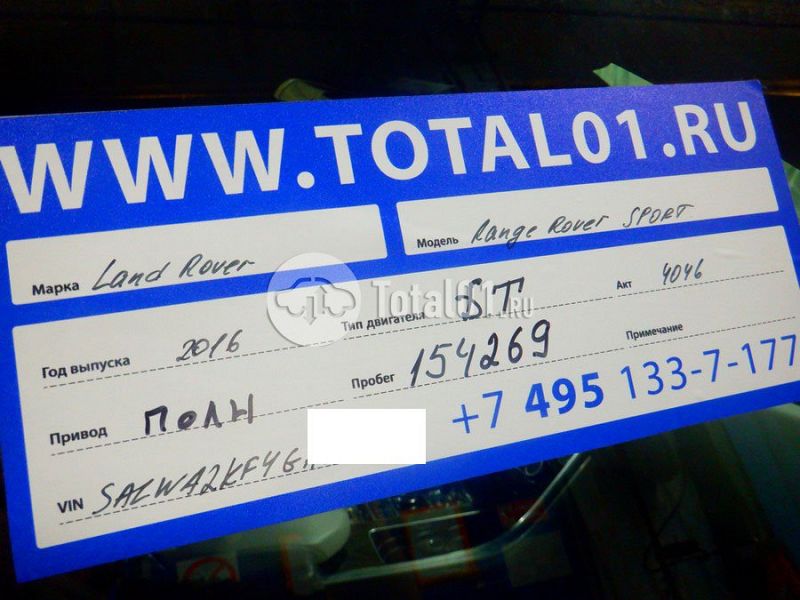 WWW.TOTAL01.RU
Марка Land Rover
Модель Range Rover SPORT
Total01.RU
Год выпуска 2016
Тип двигателя ДТ
Акт 4046
Привод ПОЛН
Пробег 154269
Примечание
+7 495 133-7-177
VIN SALWA2KF4G